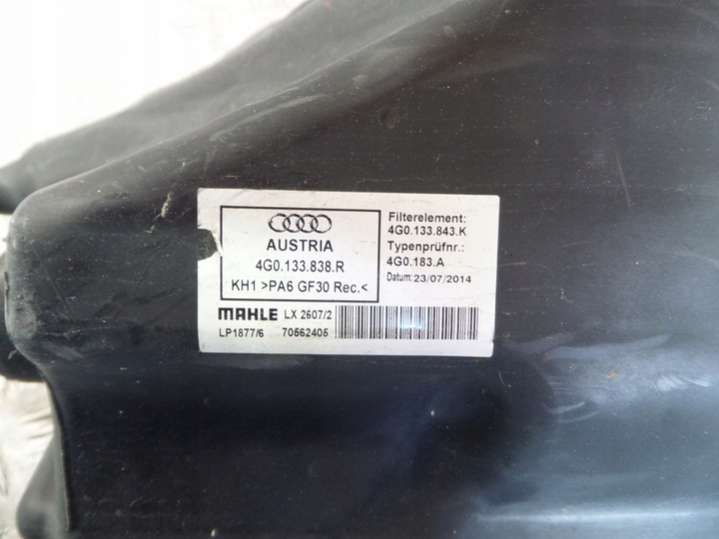 AUSTRIA
4G0.133.838.R
KH1 >PA6 GF30 Rec.<
Filterelement:
4G0.133.843.K
Typenprüfnr.:
4G0.183.A
Datum: 23/07/2014
MAHLE LX 2607/2
LP1877/6 70562405